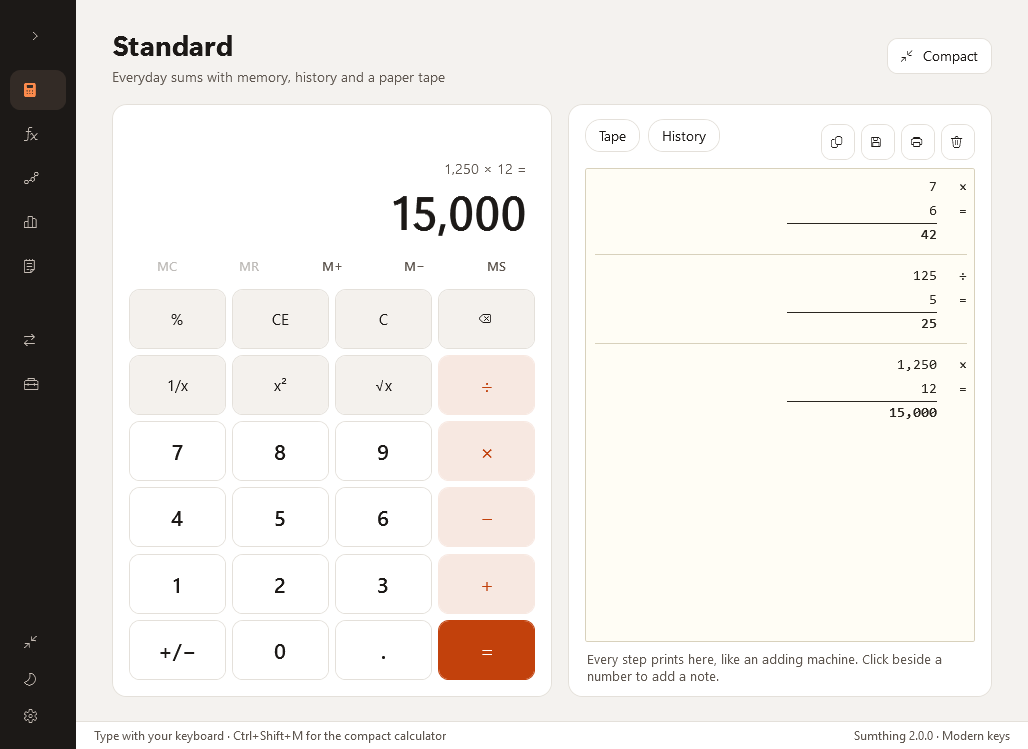 Standard
Everyday sums with memory, history and a paper tape
Compact
1,250 × 12 =
15,000
MC MR M+ M− MS
% CE C
1/x x² √x ÷
7 8 9 ×
4 5 6 −
1 2 3 +
+/− 0 . =
Tape History
7 ×
6 =
42
125 ÷
5 =
25
1,250 ×
12 =
15,000
Every step prints here, like an adding machine. Click beside a
number to add a note.
Type with your keyboard · Ctrl+Shift+M for the compact calculator
Sumthing 2.0.0 · Modern keys